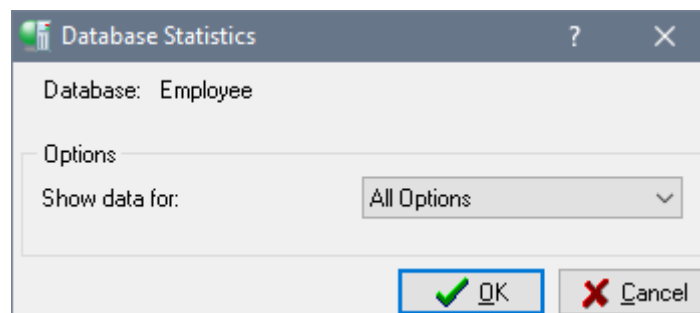 Database Statistics ?
Database: Employee
Options
Show data for: All Options
OK Cancel